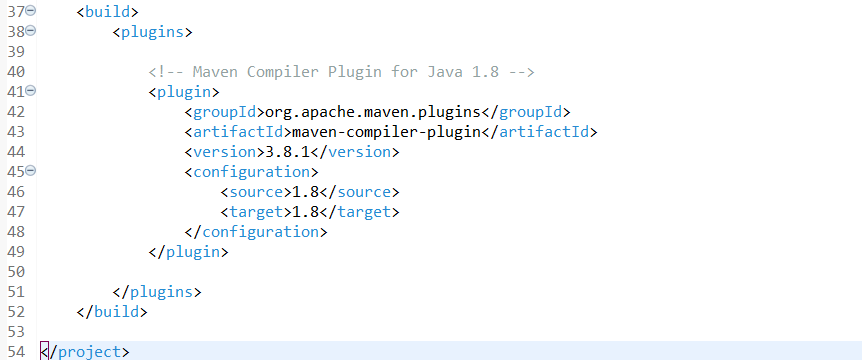 37 <build>
38 <plugins>
39
40 <!-- Maven Compiler Plugin for Java 1.8 -->
41 <plugin>
42 <groupId>org.apache.maven.plugins</groupId>
43 <artifactId>maven-compiler-plugin</artifactId>
44 <version>3.8.1</version>
45 <configuration>
46 <source>1.8</source>
47 <target>1.8</target>
48 </configuration>
49 </plugin>
50
51 </plugins>
52 </build>
53
54 </project>